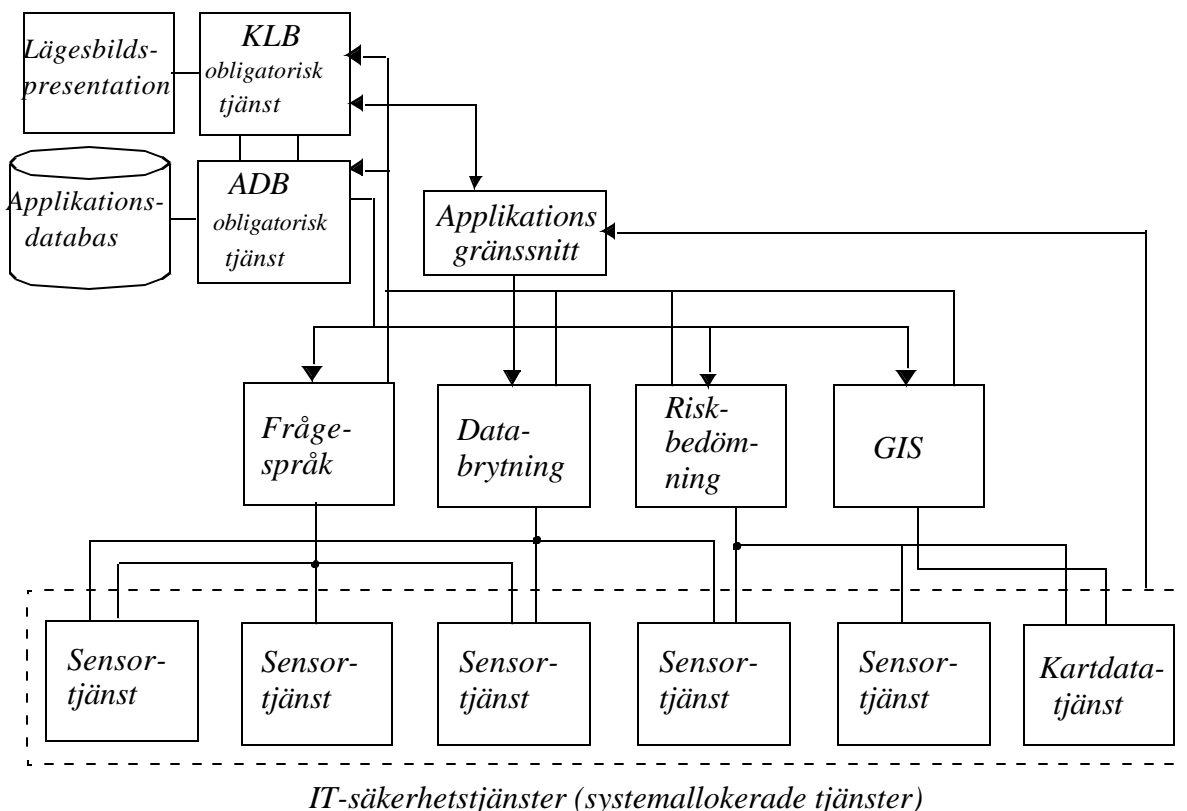 Lägesbilds-
presentation
KLB
obligatorisk
tjänst
Applikations-
databas
ADB
obligatorisk
tjänst
Applikations
gränssnitt
Fråge-
språk
Data-
brytning
Risk-
bedöm-
ning
GIS
Sensor-
tjänst
Sensor-
tjänst
Sensor-
tjänst
Sensor-
tjänst
Sensor-
tjänst
Kartdata-
tjänst
IT-säkerhetstjänster (systemallokerade tjänster)